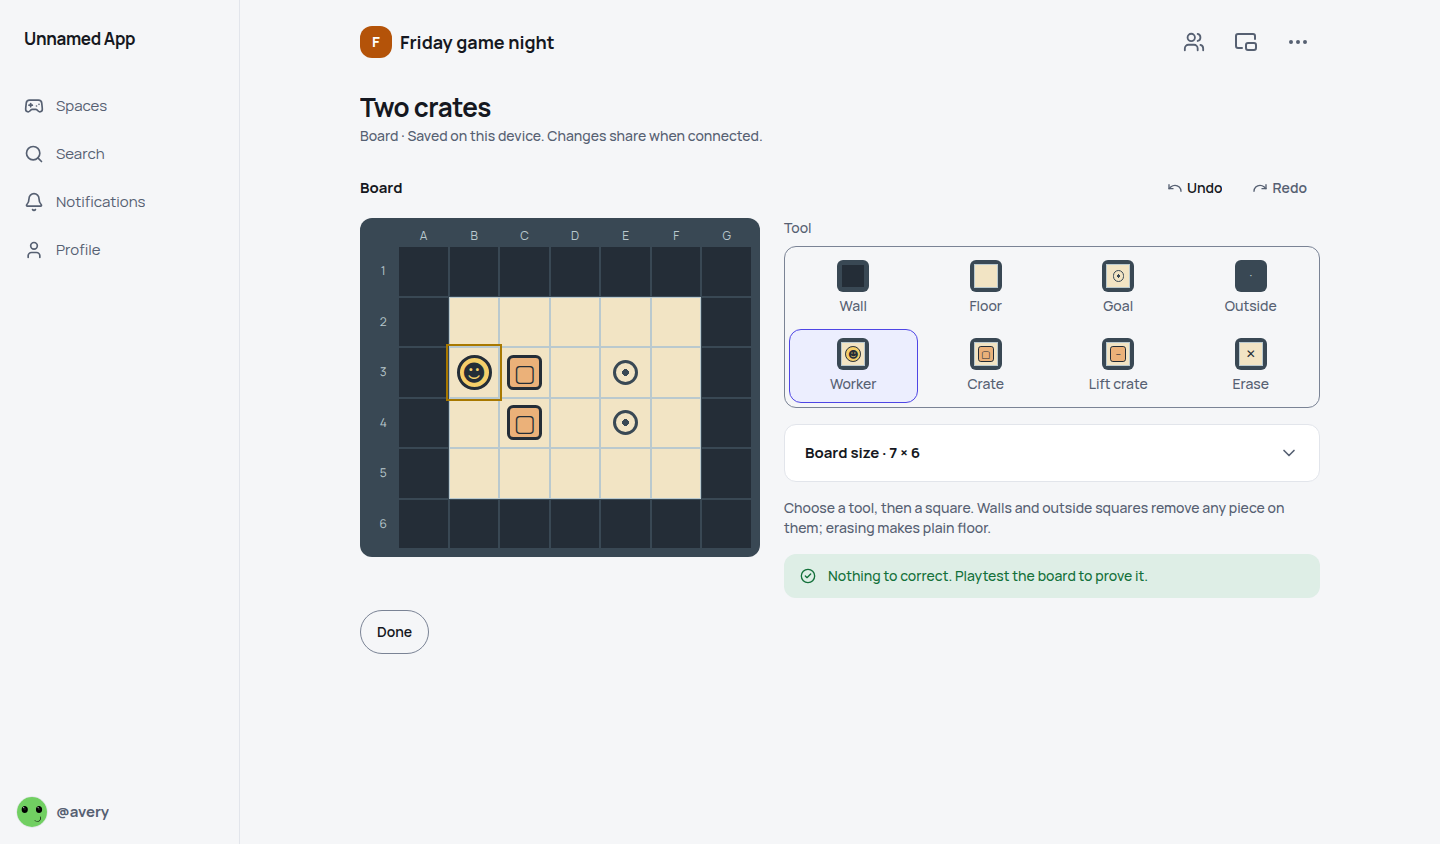 Unnamed App
Spaces
Search
Notifications
Profile
@avery
F Friday game night
Two crates
Board · Saved on this device. Changes share when connected.
Board
Undo Redo
A B C D E F G
1
2
3
4
5
6
Tool
Wall Floor Goal Outside
Worker Crate Lift crate Erase
Board size · 7 × 6
Choose a tool, then a square. Walls and outside squares remove any piece on
them; erasing makes plain floor.
Nothing to correct. Playtest the board to prove it.
Done